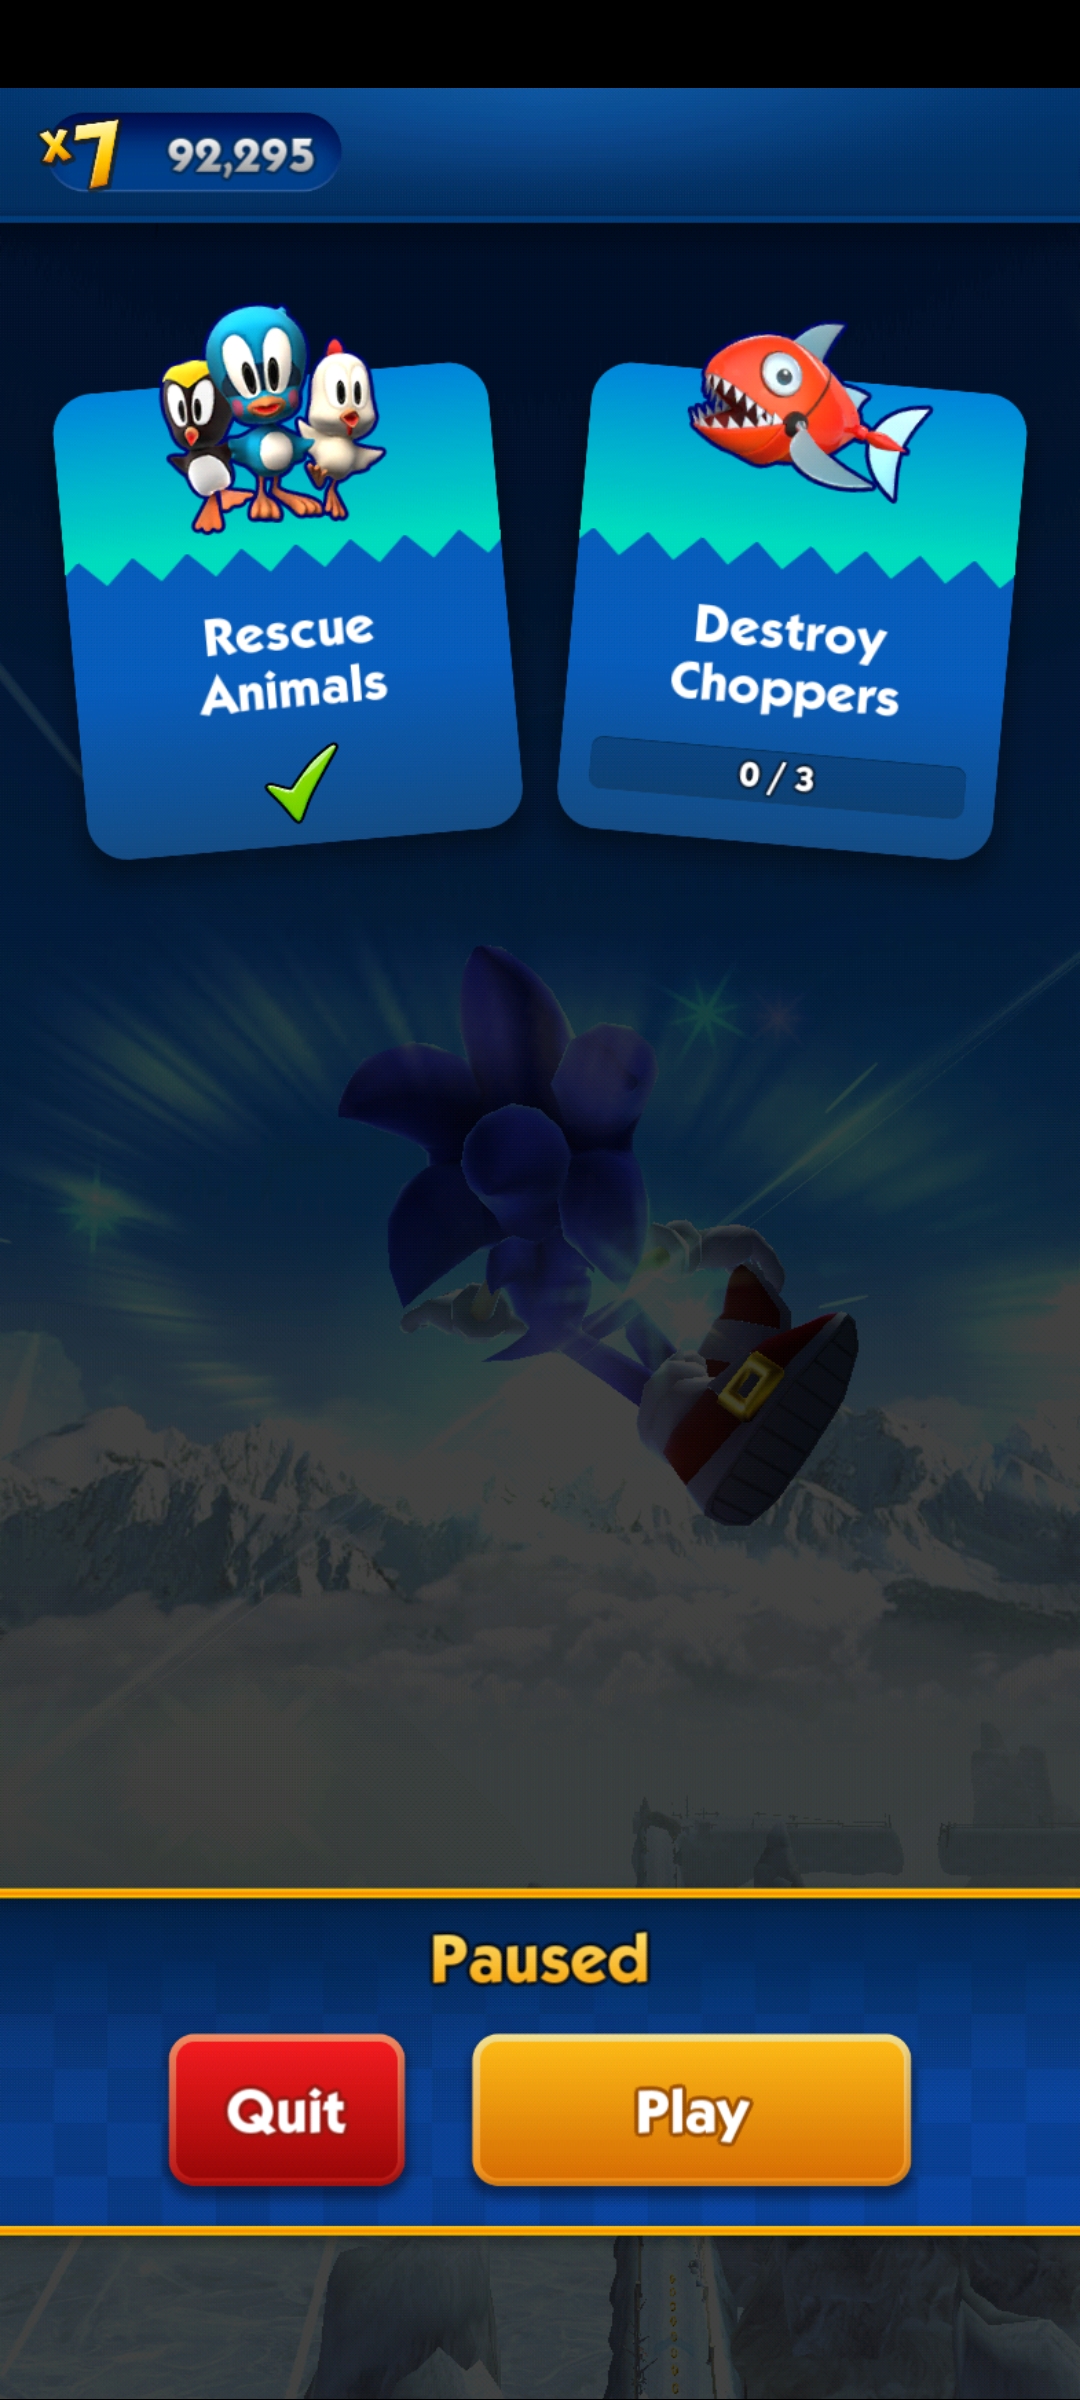 x7 92,295
Rescue
Animals
Destroy
Choppers
0 / 3
Paused
Quit
Play